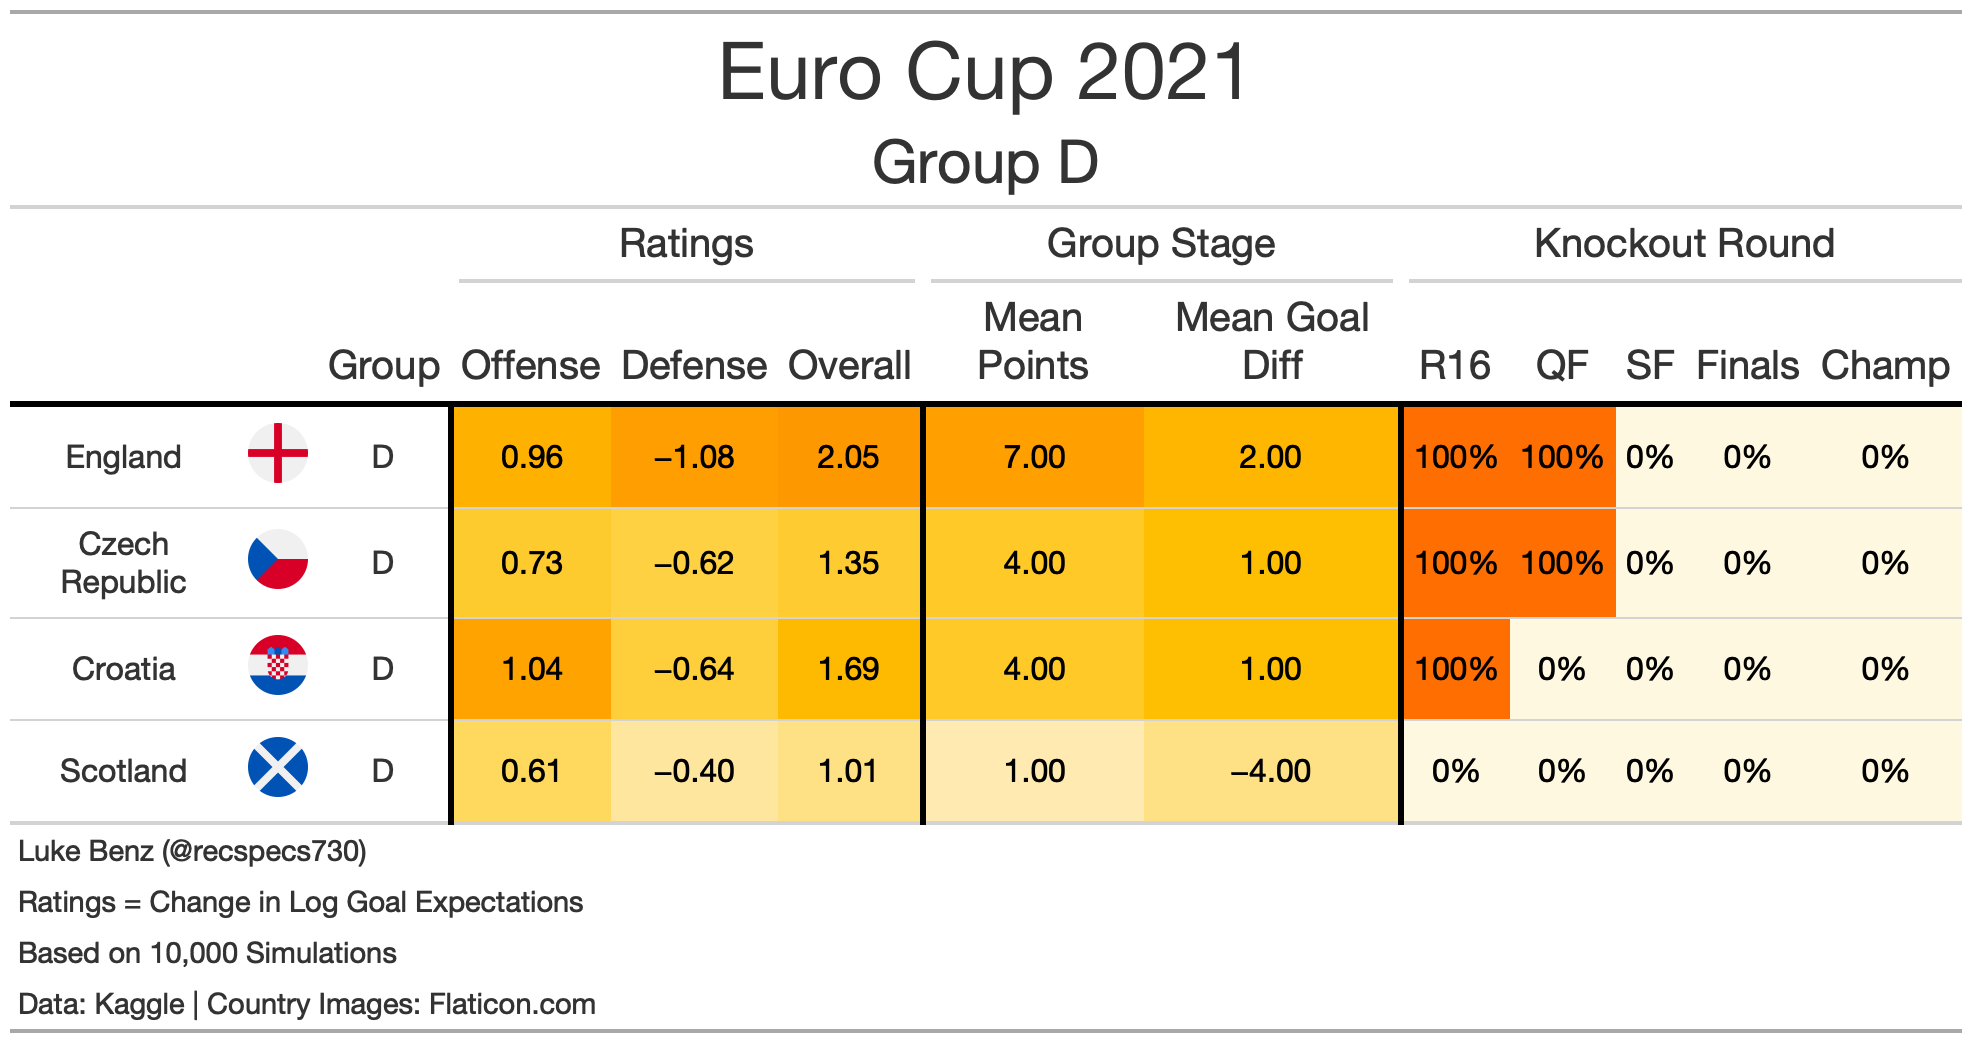 Euro Cup 2021
Group D
Ratings Group Stage Knockout Round
Mean Mean Goal
Group Offense Defense Overall Points Diff R16 QF SF Finals Champ
England D 0.96 −1.08 2.05 7.00 2.00 100% 100% 0% 0% 0%
Czech
Republic D 0.73 −0.62 1.35 4.00 1.00 100% 100% 0% 0% 0%
Croatia D 1.04 −0.64 1.69 4.00 1.00 100% 0% 0% 0% 0%
Scotland D 0.61 −0.40 1.01 1.00 −4.00 0% 0% 0% 0% 0%
Luke Benz (@recspecs730)
Ratings = Change in Log Goal Expectations
Based on 10,000 Simulations
Data: Kaggle | Country Images: Flaticon.com